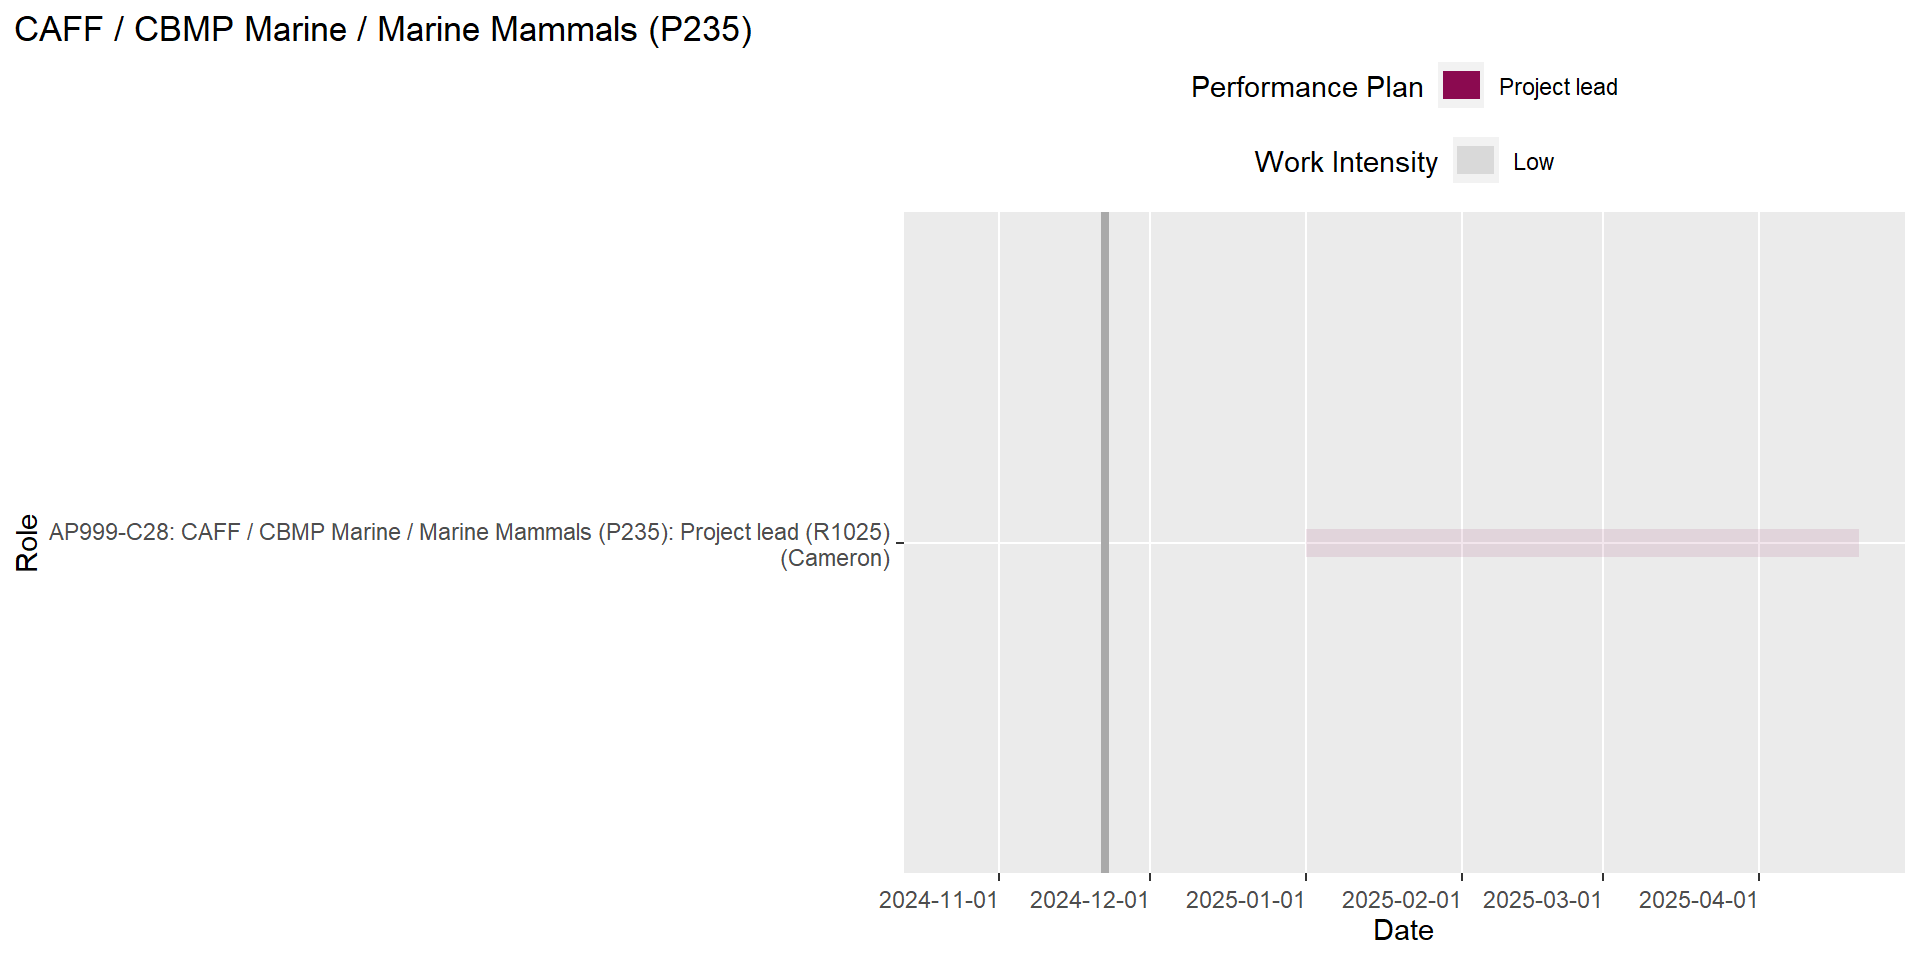 CAFF / CBMP Marine / Marine Mammals (P235)
Performance Plan Project lead
Work Intensity Low
Role
AP999-C28: CAFF / CBMP Marine / Marine Mammals (P235): Project lead (R1025)
(Cameron)
2024-11-01 2024-12-01 2025-01-01 2025-02-01 2025-03-01 2025-04-01
Date